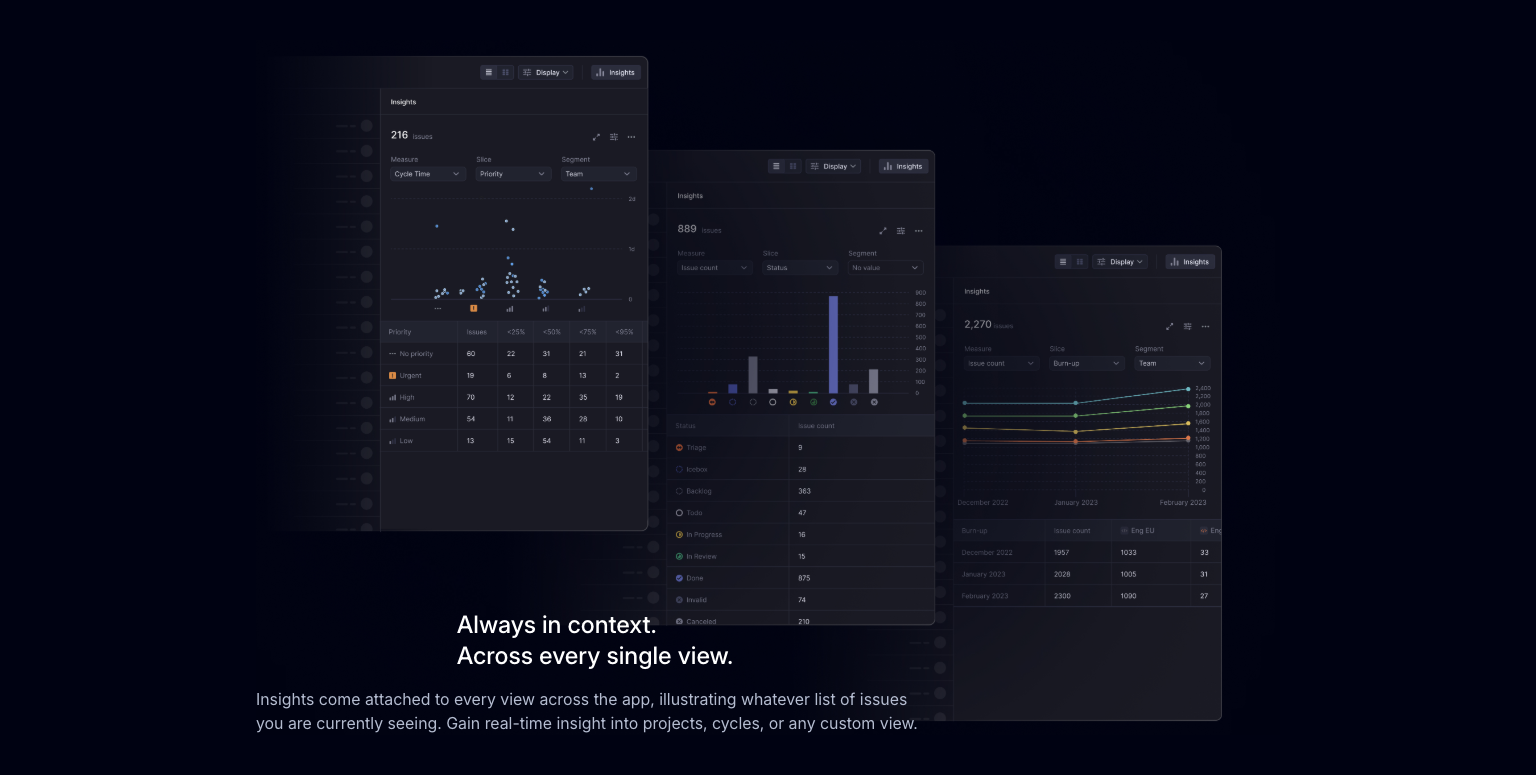 Display
Insights
Insights
216 issues
Measure Slice Segment
Cycle Time Priority Team
2d
1d
0
Priority Issues <25% <50% <75% <95%
No priority 60 22 31 21 31
Urgent 19 6 8 13 2
High 70 12 22 35 19
Medium 54 11 36 28 10
Low 13 15 54 11 3
Display
Insights
Insights
889 issues
Measure Slice Segment
Issue count Status No value
900
800
700
600
500
400
300
200
100
0
Status Issue count
Triage 9
Icebox 28
Backlog 363
Todo 47
In Progress 16
In Review 15
Done 875
Invalid 74
Canceled 210
Display
Insights
Insights
2,270 issues
Measure Slice Segment
Issue count Burn-up Team
2,400
2,200
2,000
1,800
1,600
1,400
1,200
1,000
800
600
400
200
0
December 2022 January 2023 February 2023
Burn-up Issue count Eng EU Eng
December 2022 1957 1033 33
January 2023 2028 1005 31
February 2023 2300 1090 27
Always in context.
Across every single view.
Insights come attached to every view across the app, illustrating whatever list of issues
you are currently seeing. Gain real-time insight into projects, cycles, or any custom view.